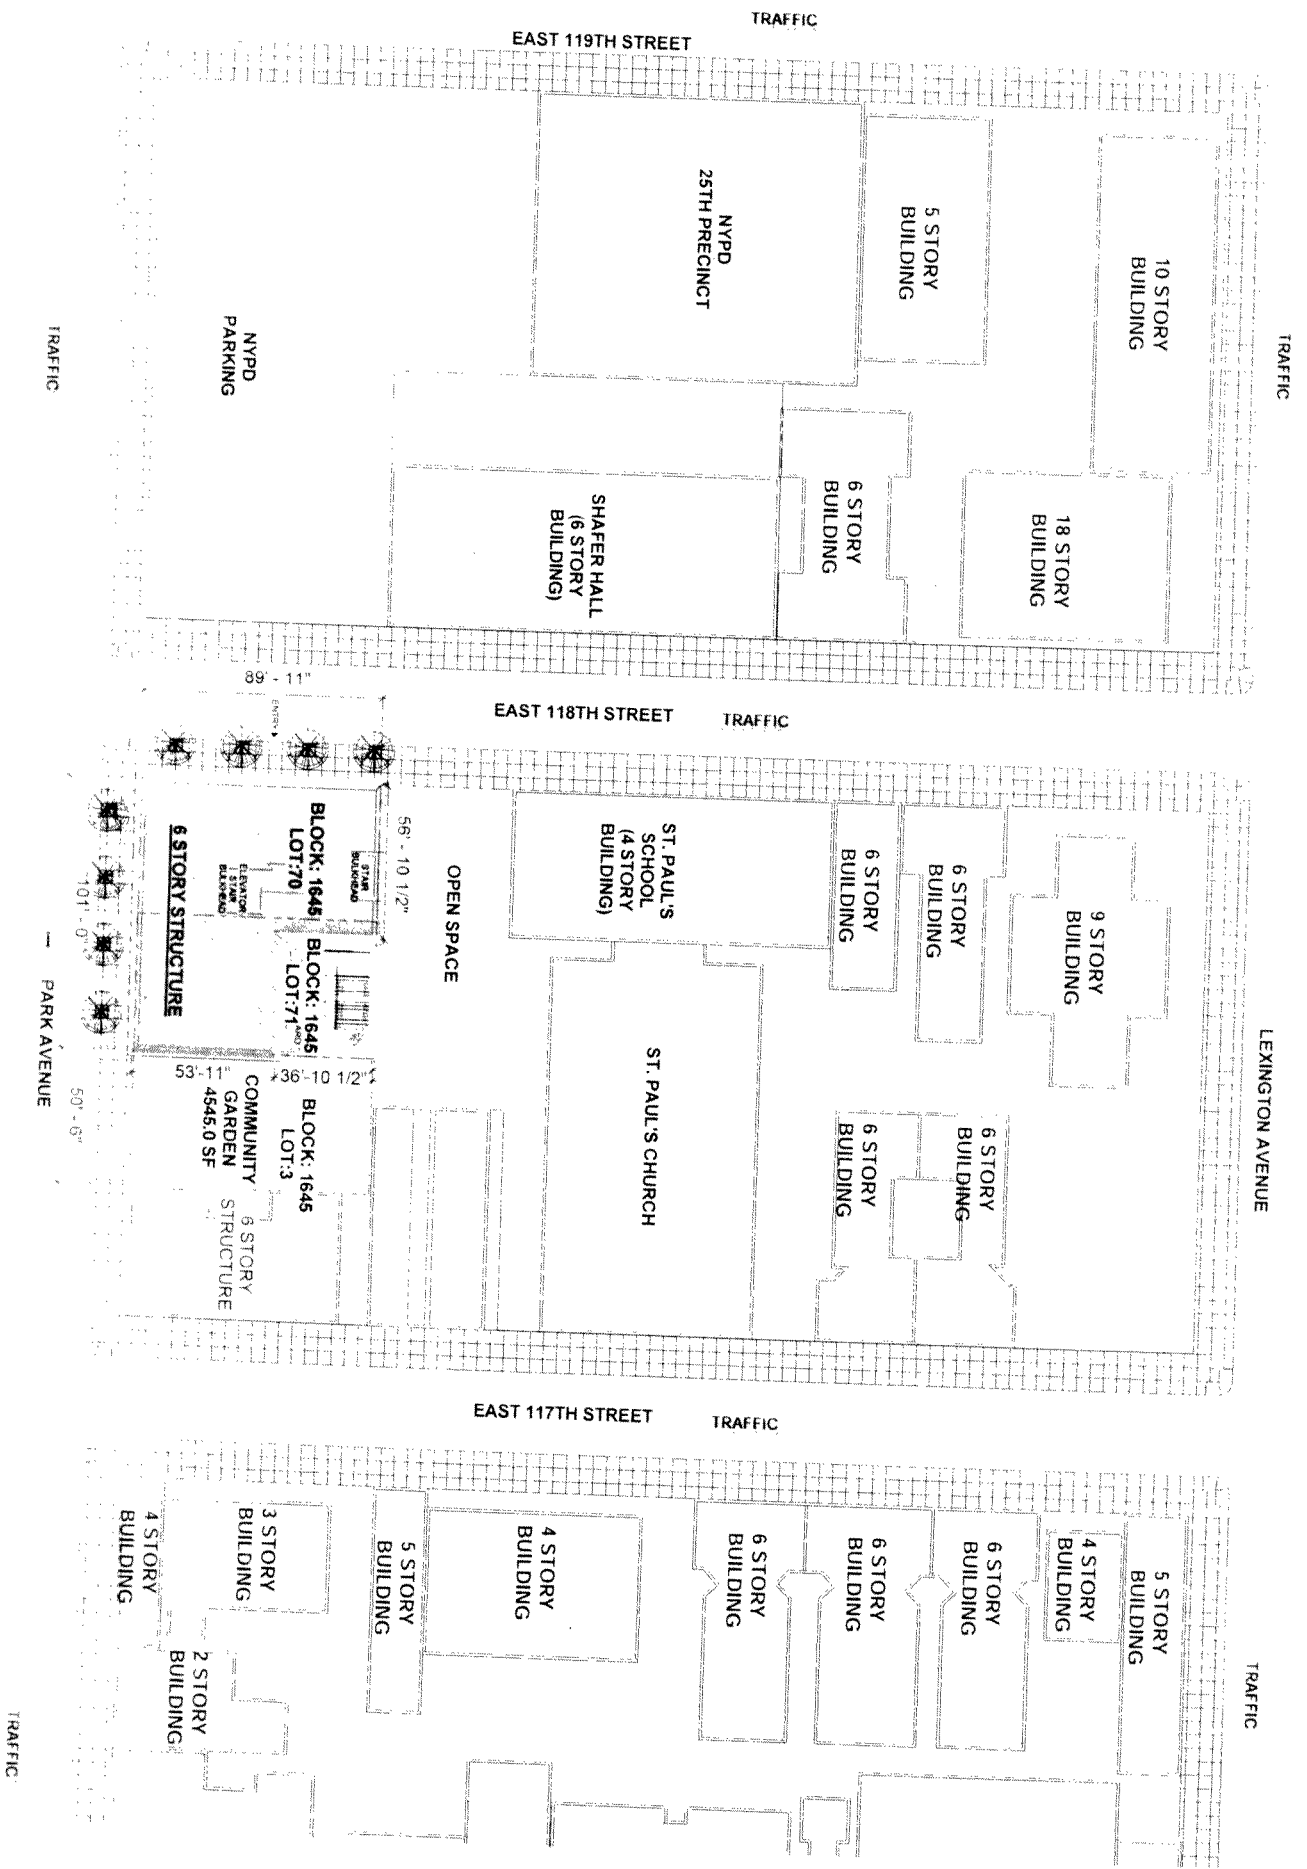 TRAFFIC
EAST 119TH STREET
10 STORY
BUILDING
5 STORY
BUILDING
NYPD
25TH PRECINCT
NYPD
PARKING
TRAFFIC
TRAFFIC
18 STORY
BUILDING
6 STORY
BUILDING
SHAFER HALL
(6 STORY
BUILDING)
89' - 11"
ENTRY
EAST 118TH STREET
TRAFFIC
56' - 10 1/2"
STAIR
BULKHEAD
BLOCK: 1645
LOT:70
ELEVATOR
/ STAIR
BULKHEAD
6 STORY STRUCTURE
BLOCK: 1645
LOT:71
101' - 0"
OPEN SPACE
ST. PAUL'S
SCHOOL
(4 STORY
BUILDING)
6 STORY
BUILDING
6 STORY
BUILDING
9 STORY
BUILDING
LEXINGTON AVENUE
ST. PAUL'S CHURCH
6 STORY
BUILDING
6 STORY
BUILDING
PARK AVENUE
53'-11"
36'-10 1/2"
50' - 6"
BLOCK: 1645
LOT:3
COMMUNITY
GARDEN
4545.0 SF
6 STORY
STRUCTURE
EAST 117TH STREET
TRAFFIC
5 STORY
BUILDING
4 STORY
BUILDING
6 STORY
BUILDING
6 STORY
BUILDING
6 STORY
BUILDING
4 STORY
BUILDING
5 STORY
BUILDING
3 STORY
BUILDING
4 STORY
BUILDING
2 STORY
BUILDING
TRAFFIC
TRAFFIC